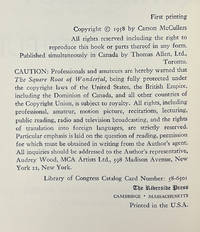 First printing
Copyright © 1958 by Carson McCullers
All rights reserved including the right to
reproduce this book or parts thereof in any form.
Published simultaneously in Canada by Thomas Allen, Ltd.,
Toronto.
CAUTION: Professionals and amateurs are hereby warned that
The Square Root of Wonderful, being fully protected under
the copyright laws of the United States, the British Empire,
including the Dominion of Canada, and all other countries of
the Copyright Union, is subject to royalty. All rights, including
professional, amateur, motion picture, recitations, lecturing,
public reading, radio and television broadcasting, and the rights
of translation into foreign languages, are strictly reserved.
Particular emphasis is laid on the question of readings, permission
for which must be obtained in writing from the Author's agent.
All inquiries should be addressed to the Author's representative,
Audrey Wood, MCA Artists Ltd., 598 Madison Avenue, New
York 22, New York.
Library of Congress Catalog Card Number: 58-6501
The Riverside Press
CAMBRIDGE · MASSACHUSETTS
Printed in the U.S.A.